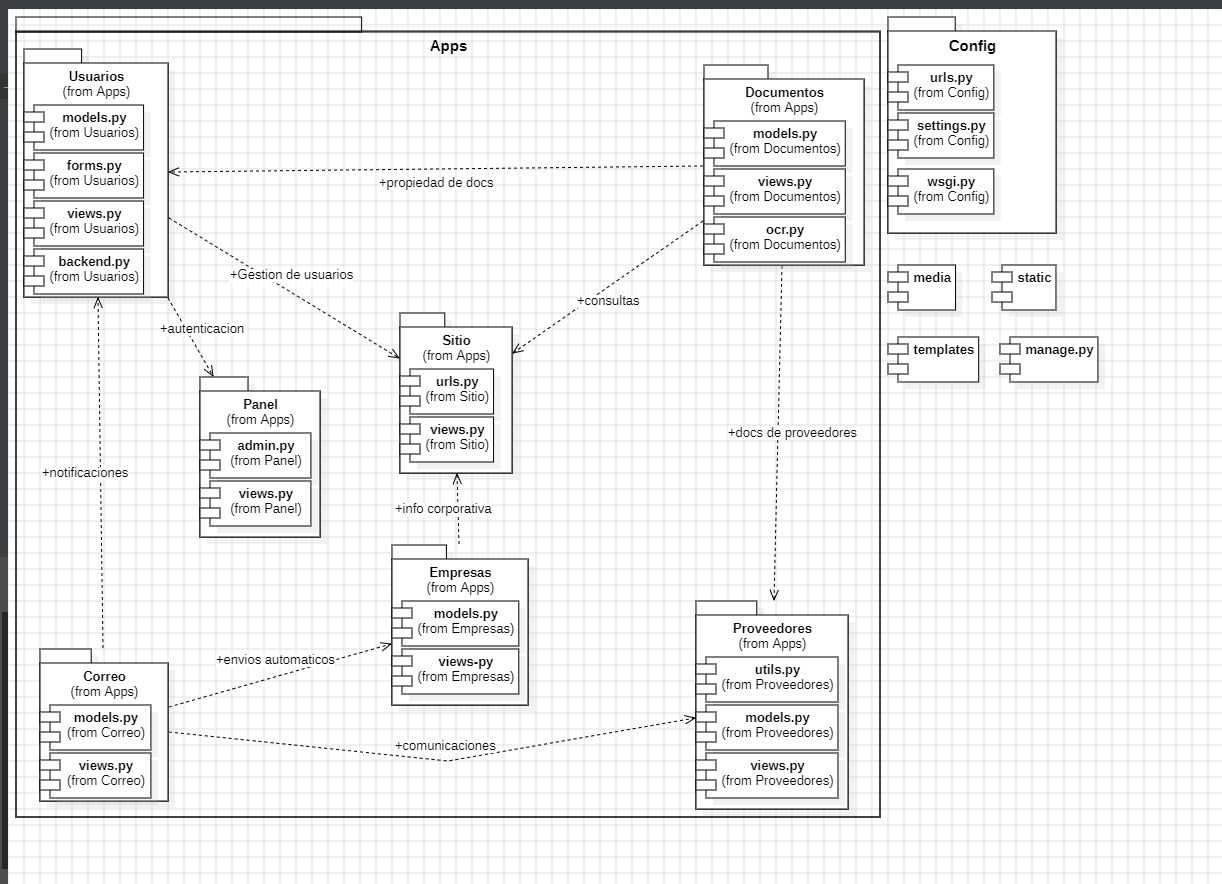 Apps
Usuarios
(from Apps)
models.py
(from Usuarios)
forms.py
(from Usuarios)
views.py
(from Usuarios)
backend.py
(from Usuarios)
Documentos
(from Apps)
models.py
(from Documentos)
views.py
(from Documentos)
ocr.py
(from Documentos)
+propiedad de docs
+Gestion de usuarios
+consultas
+autenticacion
Sitio
(from Apps)
urls.py
(from Sitio)
views.py
(from Sitio)
Panel
(from Apps)
admin.py
(from Panel)
views.py
(from Panel)
+docs de proveedores
+notificaciones
+info corporativa
Empresas
(from Apps)
models.py
(from Empresas)
views-py
(from Empresas)
Proveedores
(from Apps)
utils.py
(from Proveedores)
models.py
(from Proveedores)
views.py
(from Proveedores)
Correo
(from Apps)
models.py
(from Correo)
views.py
(from Correo)
+envios automaticos
+comunicaciones
Config
urls.py
(from Config)
settings.py
(from Config)
wsgi.py
(from Config)
media
static
templates
manage.py